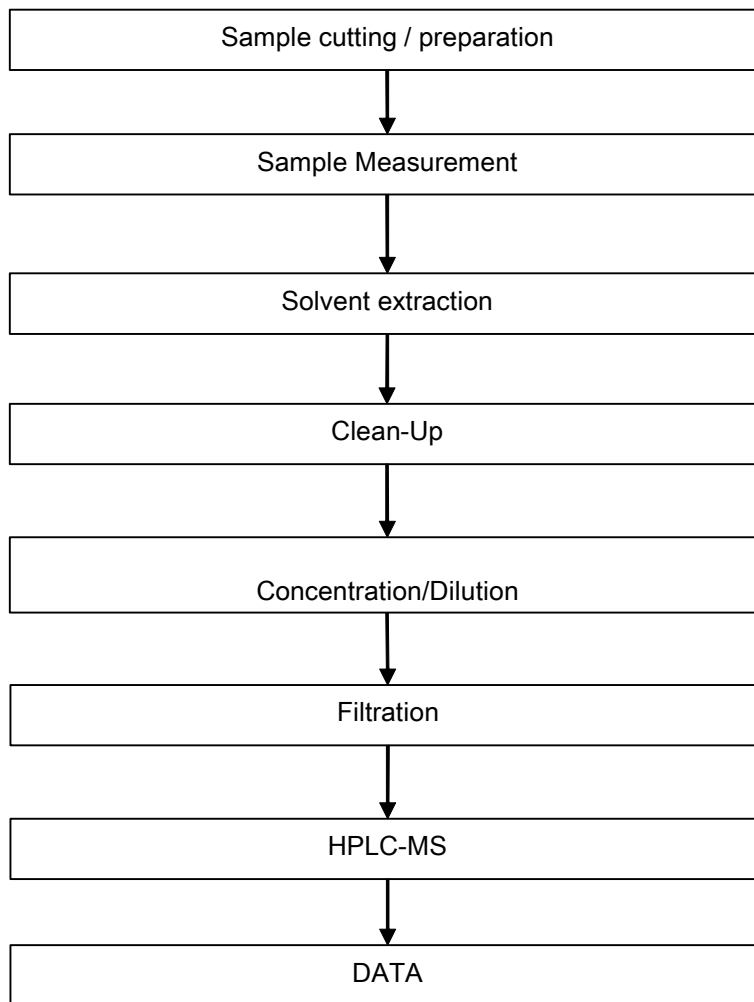 Sample cutting / preparation
Sample Measurement
Solvent extraction
Clean-Up
Concentration/Dilution
Filtration
HPLC-MS
DATA